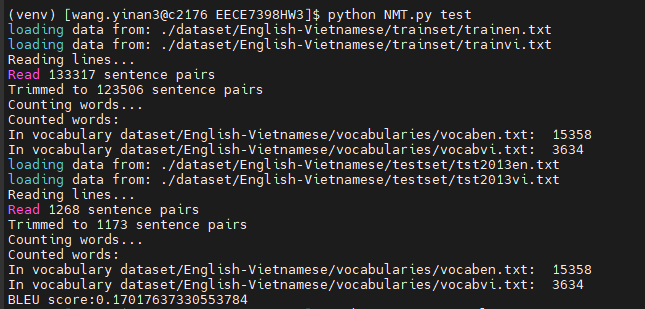 (venv) [wang.yinan3@c2176 EECE7398HW3]$ python NMT.py test
loading data from: ./dataset/English-Vietnamese/trainset/trainen.txt
loading data from: ./dataset/English-Vietnamese/trainset/trainvi.txt
Reading lines...
Read 133317 sentence pairs
Trimmed to 123506 sentence pairs
Counting words...
Counted words:
In vocabulary dataset/English-Vietnamese/vocabularies/vocaben.txt:  15358
In vocabulary dataset/English-Vietnamese/vocabularies/vocabvi.txt:  3634
loading data from: ./dataset/English-Vietnamese/testset/tst2013en.txt
loading data from: ./dataset/English-Vietnamese/testset/tst2013vi.txt
Reading lines...
Read 1268 sentence pairs
Trimmed to 1173 sentence pairs
Counting words...
Counted words:
In vocabulary dataset/English-Vietnamese/vocabularies/vocaben.txt:  15358
In vocabulary dataset/English-Vietnamese/vocabularies/vocabvi.txt:  3634
BLEU score:0.17017637330553784